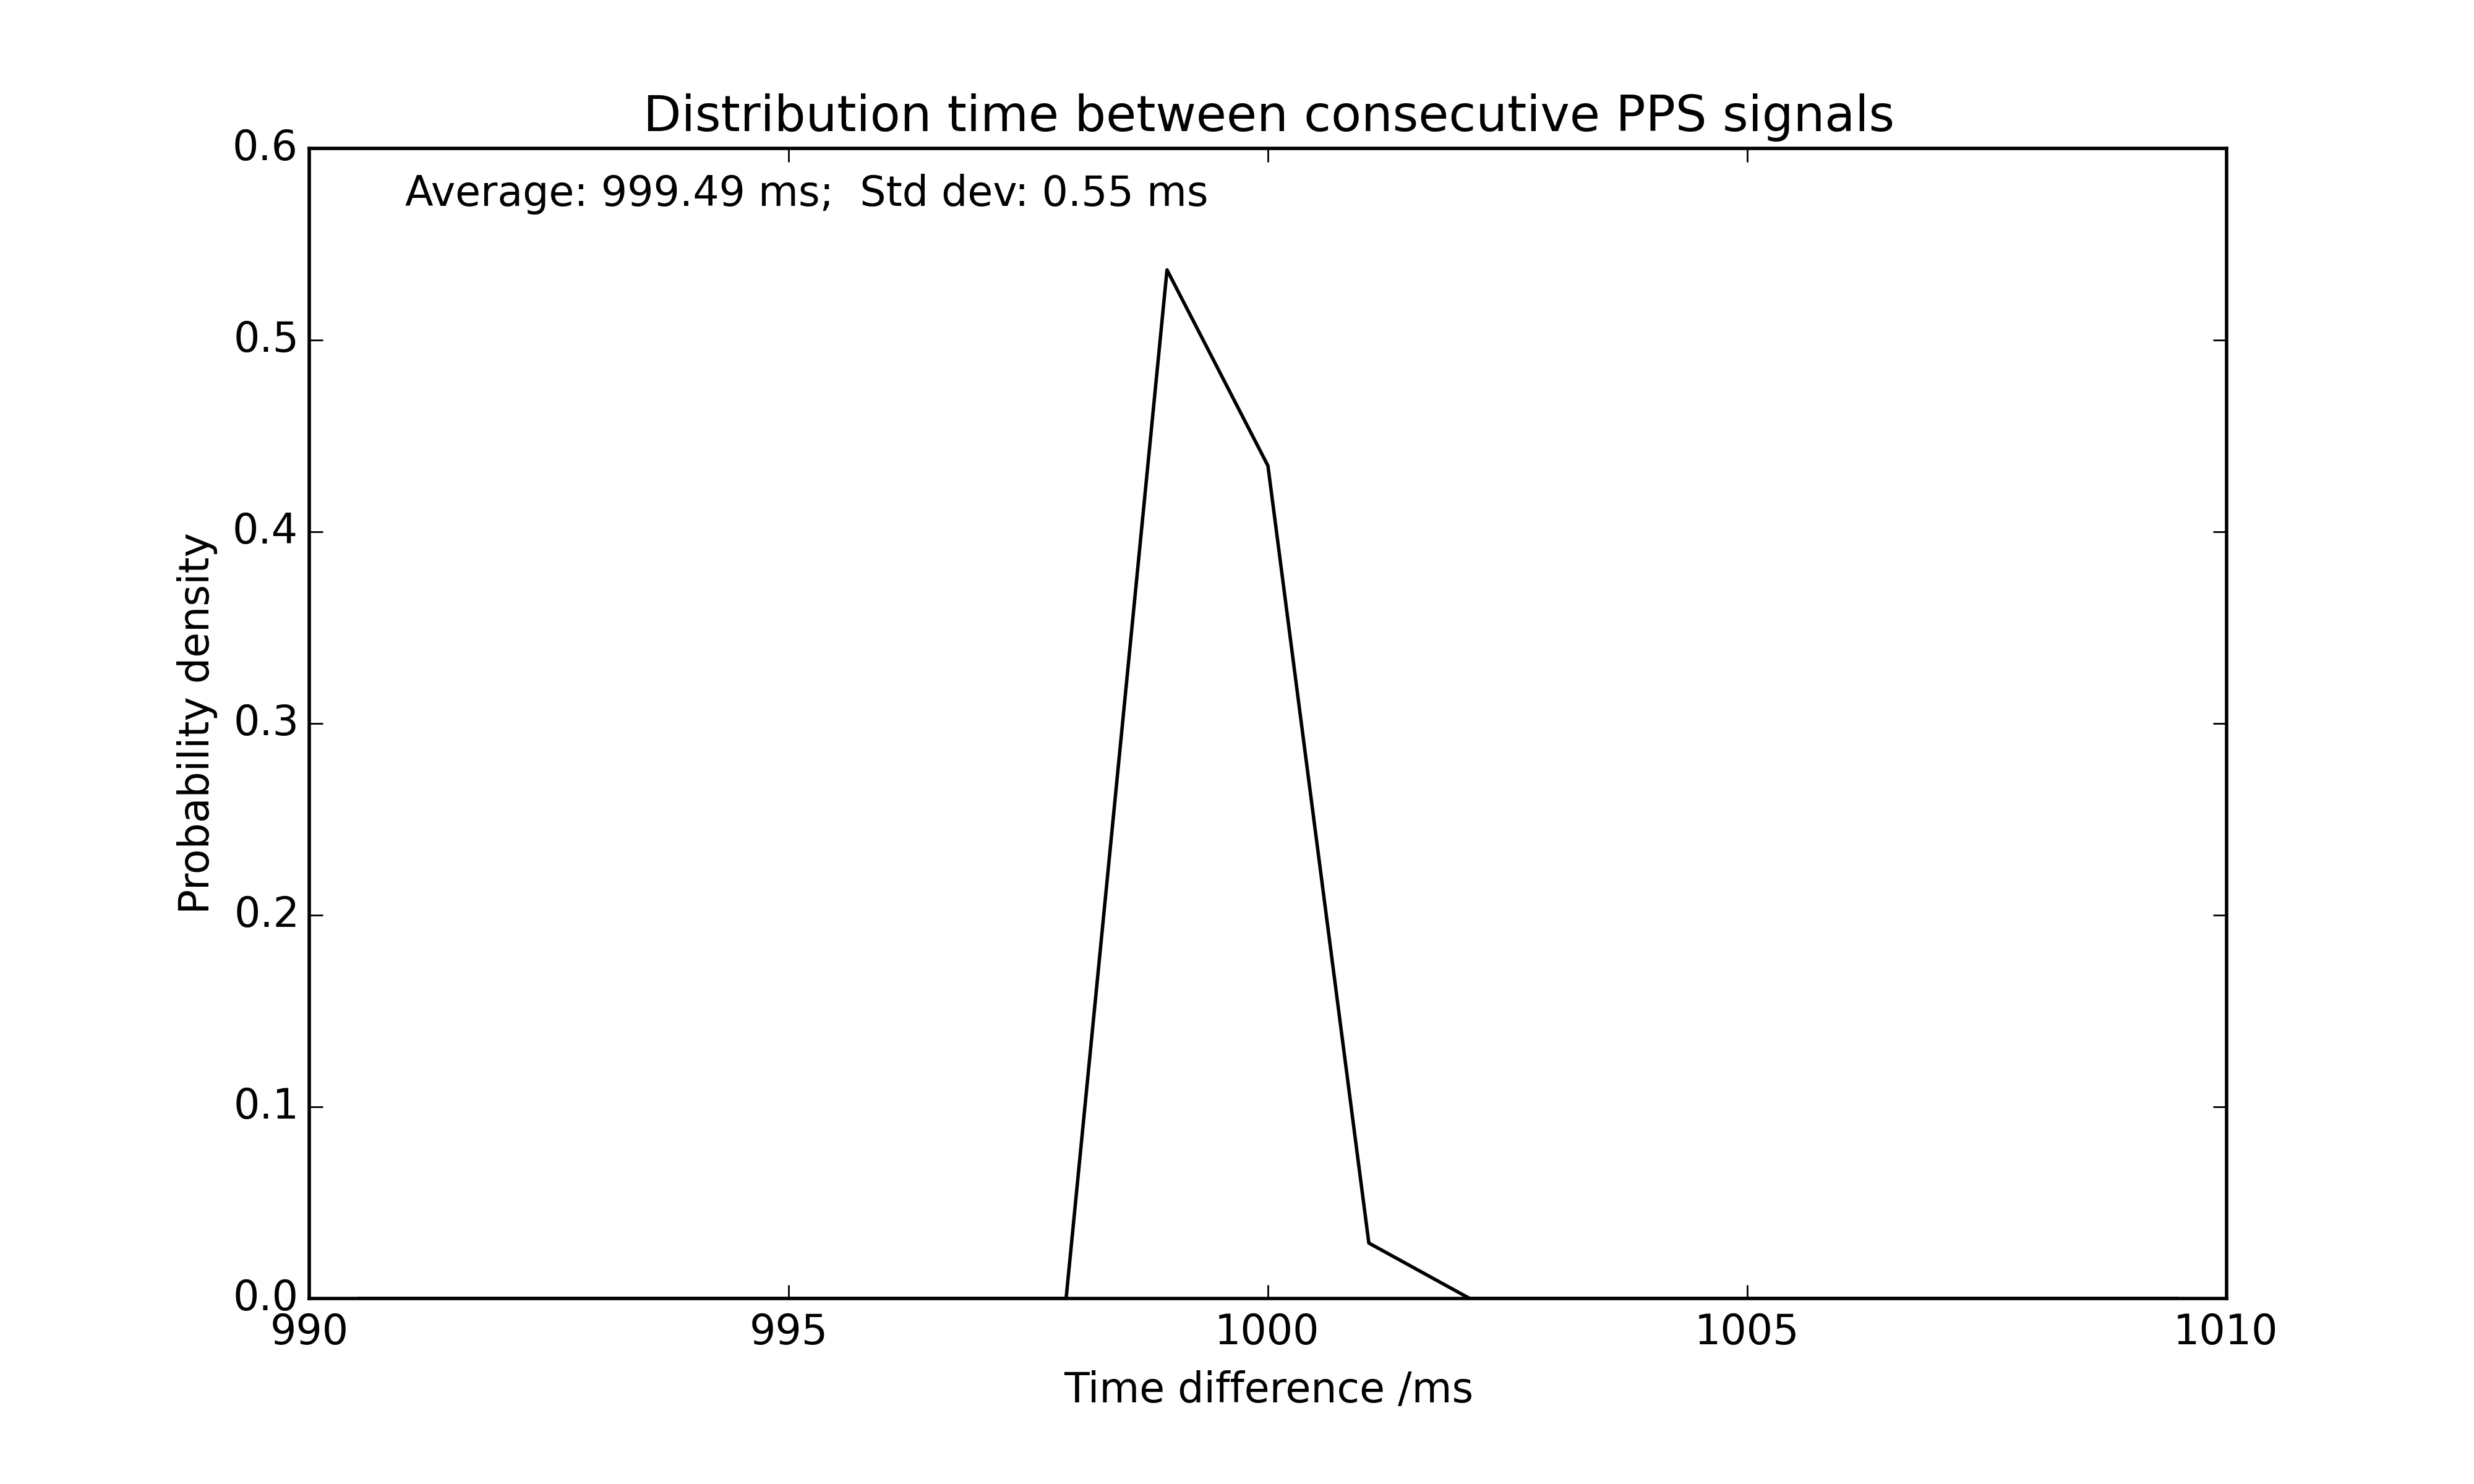 Distribution time between consecutive PPS signals
Average: 999.49 ms;  Std dev: 0.55 ms
0.6
0.5
0.4
0.3
0.2
0.1
0.0
Probability density
990 995 1000 1005 1010
Time difference /ms